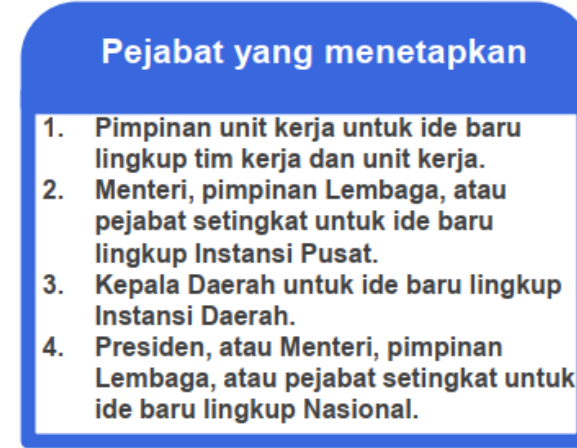 Pejabat yang menetapkan
1. Pimpinan unit kerja untuk ide baru
lingkup tim kerja dan unit kerja.
2. Menteri, pimpinan Lembaga, atau
pejabat setingkat untuk ide baru
lingkup Instansi Pusat.
3. Kepala Daerah untuk ide baru lingkup
Instansi Daerah.
4. Presiden, atau Menteri, pimpinan
Lembaga, atau pejabat setingkat untuk
ide baru lingkup Nasional.